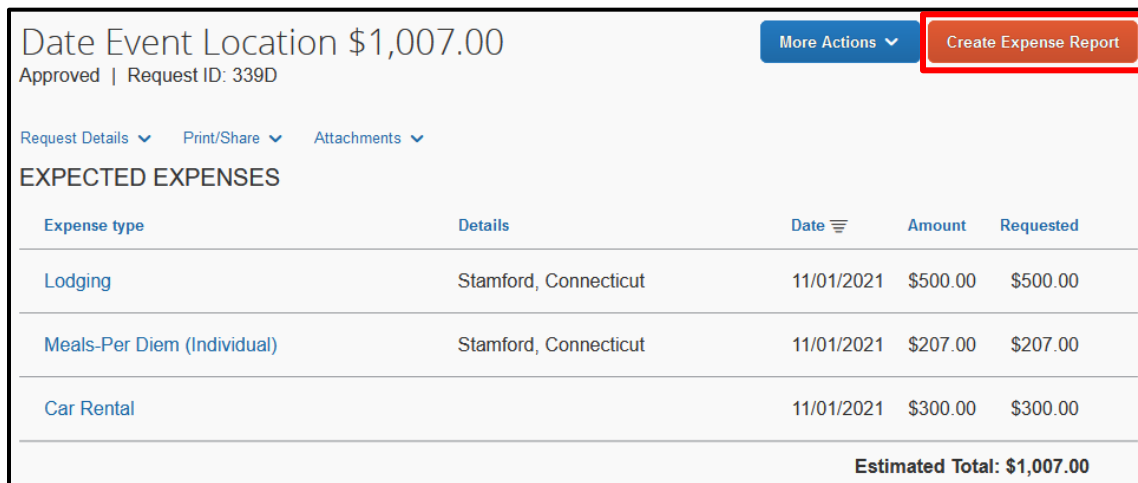 Date Event Location $1,007.00
More Actions
Create Expense Report
Approved | Request ID: 339D
Request Details Print/Share Attachments
EXPECTED EXPENSES
Expense type Details Date Amount Requested
Lodging Stamford, Connecticut 11/01/2021 $500.00 $500.00
Meals-Per Diem (Individual) Stamford, Connecticut 11/01/2021 $207.00 $207.00
Car Rental 11/01/2021 $300.00 $300.00
Estimated Total: $1,007.00